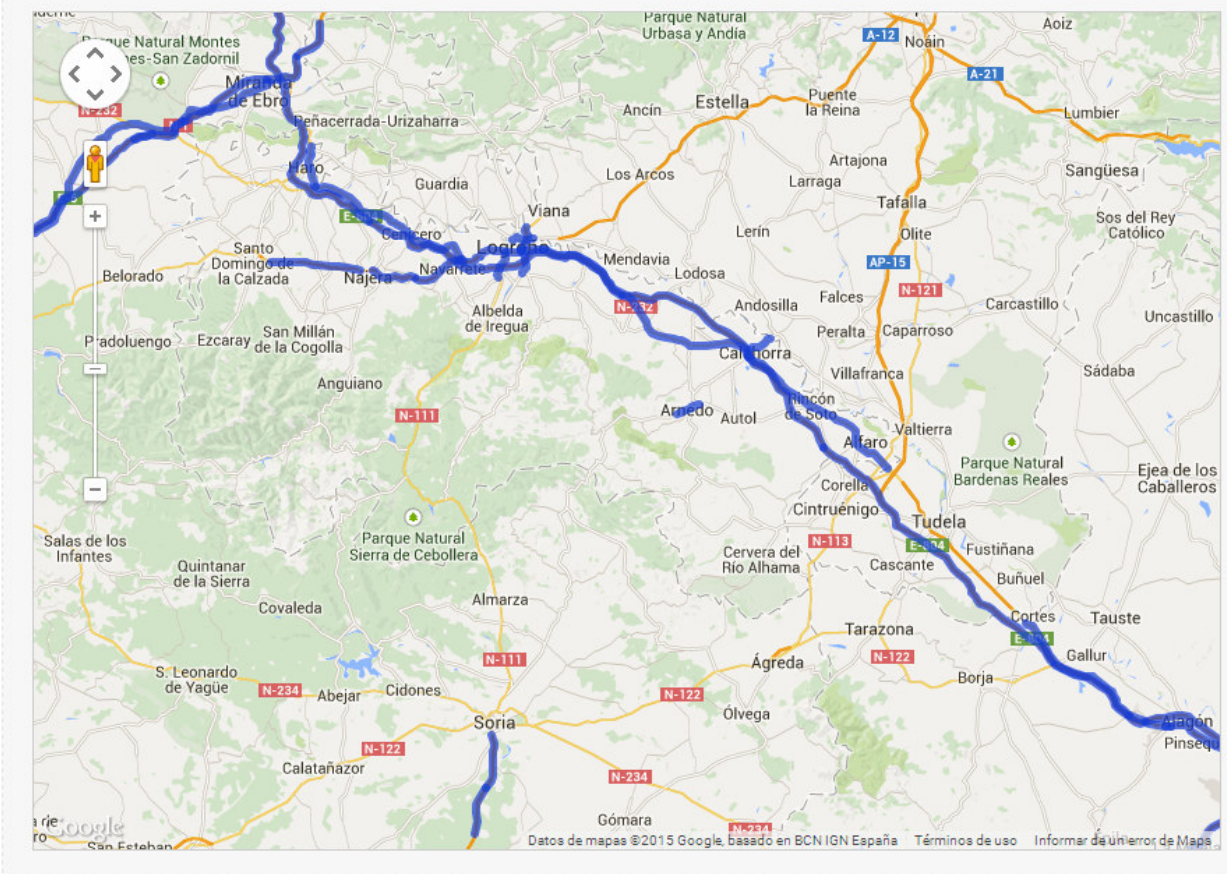 Parque Natural
Urbasa y Andía
Aoiz
A-12
Noáin
que Natural Montes
es-San Zadornil
A-21
Miranda
de Ebro
N-232
Ancín
Estella
Puente
la Reina
Lumbier
Peñacerrada-Urizaharra
Haro
Guardia
Los Arcos
Artajona
Larraga
Sangüesa
Viana
Tafalla
Cenicero
Lerín
Olite
Sos del Rey
Católico
Santo
Domingo de
la Calzada
Logroño
Navarrete
Mendavia
AP-15
Belorado
Nájera
Lodosa
N-121
N-232
Albelda
de Iregua
Andosilla
Falces
Carcastillo
Uncastillo
Pradoluengo
Ezcaray
San Millán
de la Cogolla
Peralta
Caparroso
Calahorra
Anguiano
Villafranca
Sádaba
N-111
Arnedo
Autol
Rincón
de Soto
Valtierra
Alfaro
Parque Natural
Bardenas Reales
Ejea de los
Caballeros
Corella
Cintruénigo
Tudela
Salas de los
Infantes
Parque Natural
Sierra de Cebollera
N-113
Cervera del
Río Alhama
Cascante
Fustiñana
Quintanar
de la Sierra
Buñuel
Covaleda
Almarza
Cortes
Tauste
Tarazona
N-111
Ágreda
N-122
Gallur
S. Leonardo
de Yagüe
N-234
Abejar
Cidones
N-122
Borja
Soria
Ólvega
Alagón
Pinsequ
N-122
Calatañazor
N-234
Gómara
N-234
Google
San Esteban
Datos de mapas ©2015 Google, basado en BCN IGN España
Términos de uso
Informar de un error de Maps